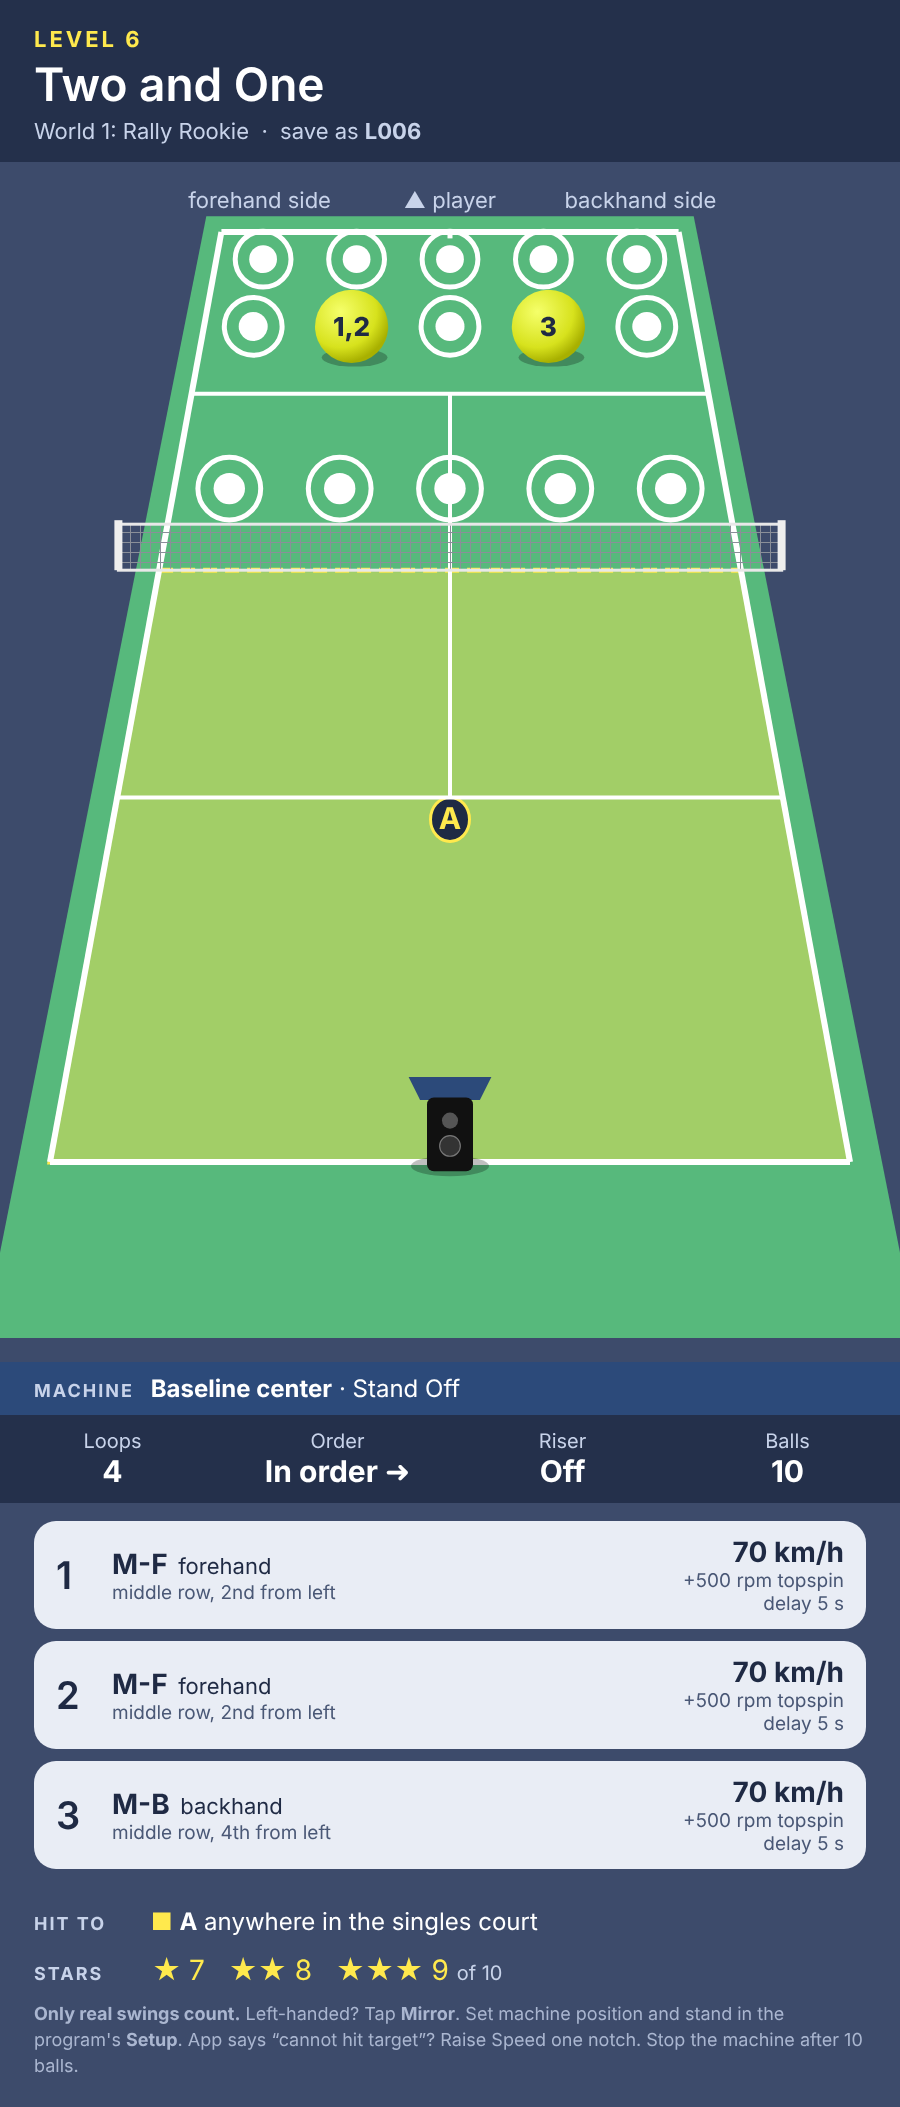 LEVEL 6
Two and One
World 1: Rally Rookie · save as L006
forehand side ▲ player backhand side
1,2 3
A
MACHINE Baseline center · Stand Off
Loops Order Riser Balls
4 In order ➜ Off 10
1 M-F forehand 70 km/h
middle row, 2nd from left +500 rpm topspin
delay 5 s
2 M-F forehand 70 km/h
middle row, 2nd from left +500 rpm topspin
delay 5 s
3 M-B backhand 70 km/h
middle row, 4th from left +500 rpm topspin
delay 5 s
HIT TO ■ A anywhere in the singles court
STARS ★ 7 ★★ 8 ★★★ 9 of 10
Only real swings count. Left-handed? Tap Mirror. Set machine position and stand in the
program's Setup. App says “cannot hit target”? Raise Speed one notch. Stop the machine after 10
balls.